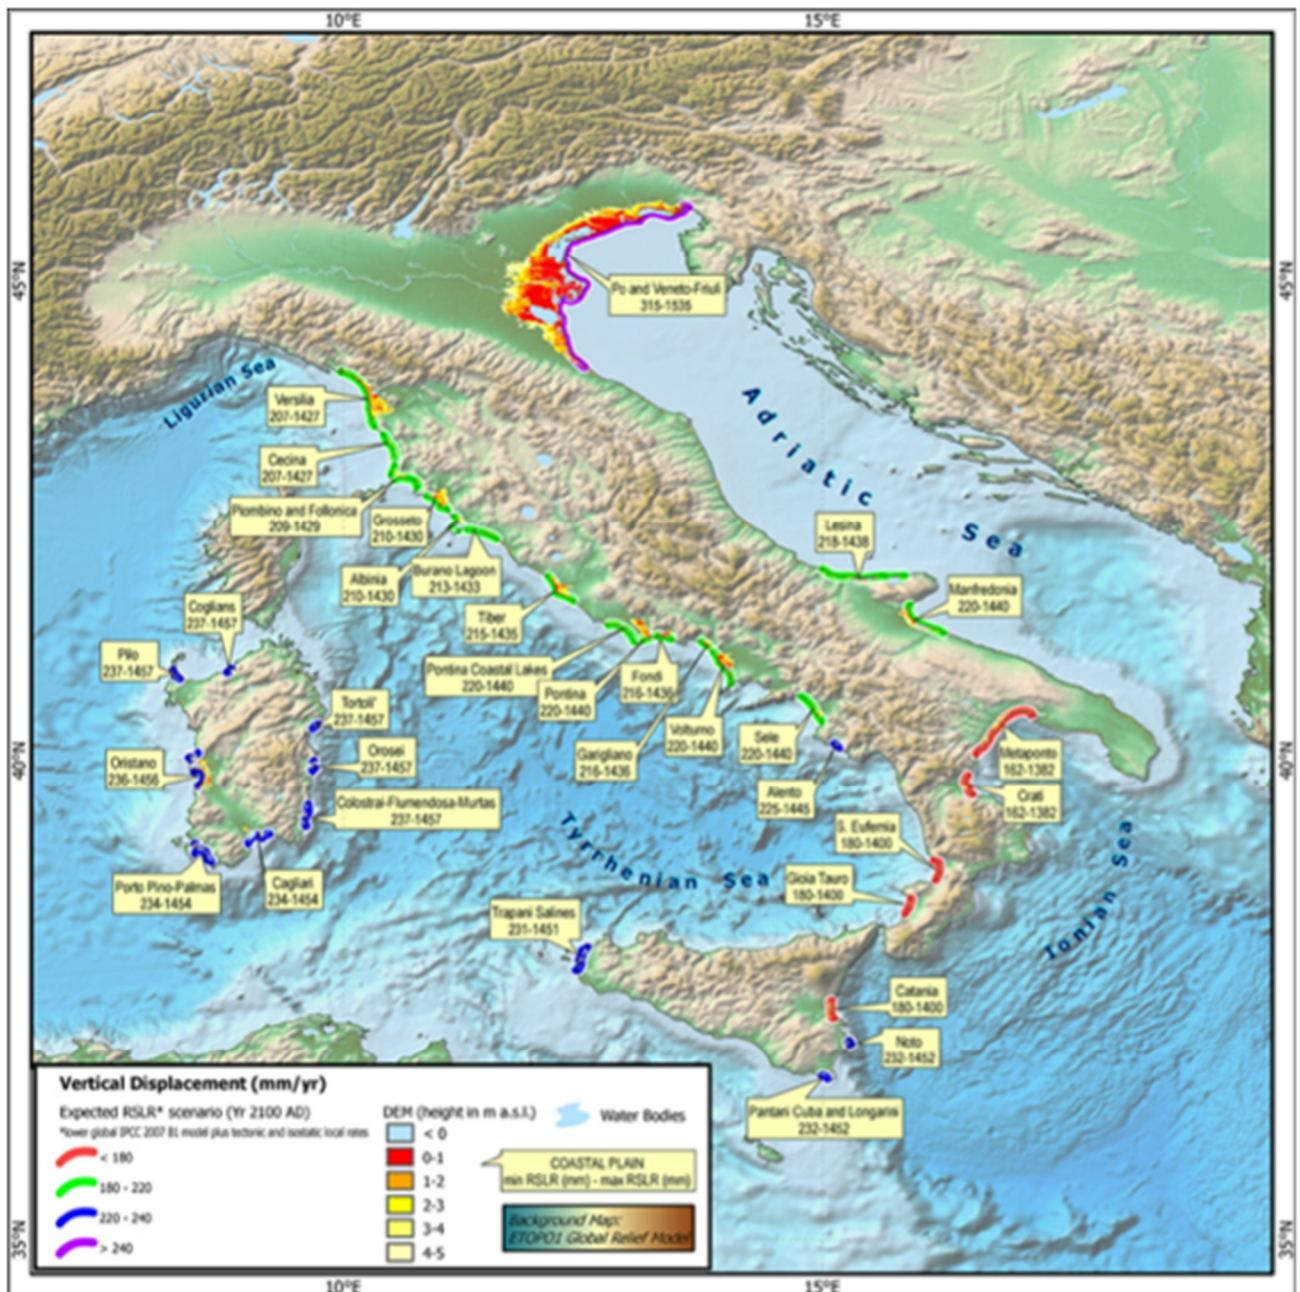 10°E 15°E
45°N 45°N
Po and Veneto-Friuli
315-1535
Ligurian Sea
Versilia
207-1427
Adriatic Sea
Cecina
207-1427
Piombino and Follonica
209-1429
Grosseto
210-1430
Lesina
218-1438
Albinia
210-1430
Burano Lagoon
213-1433
Manfredonia
220-1440
Coglians
237-1457
Tiber
215-1435
Pilo
237-1457
Pontina Coastal Lakes
220-1440
Fondi
216-1436
Pontina
220-1440
Tortoli'
237-1457
Volturno
220-1440
Sele
220-1440
40°N 40°N
Garigliano
216-1436
Orosei
237-1457
Oristano
236-1456
Metaponto
162-1382
Alento
225-1445
Crati
162-1382
Colostrai-Flumendosa-Murtas
237-1457
S. Eufemia
180-1400
Tyrrhenian Sea
Gioia Tauro
180-1400
Ionian Sea
Porto Pino-Palmas
234-1454
Cagliari
234-1454
Trapani Salines
231-1451
Catania
180-1400
Noto
232-1452
Pantani Cuba and Longarini
232-1452
Vertical Displacement (mm/yr)
Expected RSLR* scenario (Yr 2100 AD)
*lower global IPCC 2007 B1 model plus tectonic and isostatic local rates
< 180
180 - 220
220 - 240
> 240
DEM (height in m a.s.l.)
< 0
0-1
1-2
2-3
3-4
4-5
Water Bodies
COASTAL PLAIN
min RSLR (mm) - max RSLR (mm)
Background Map:
ETOPO1 Global Relief Model
35°N 35°N
10°E 15°E